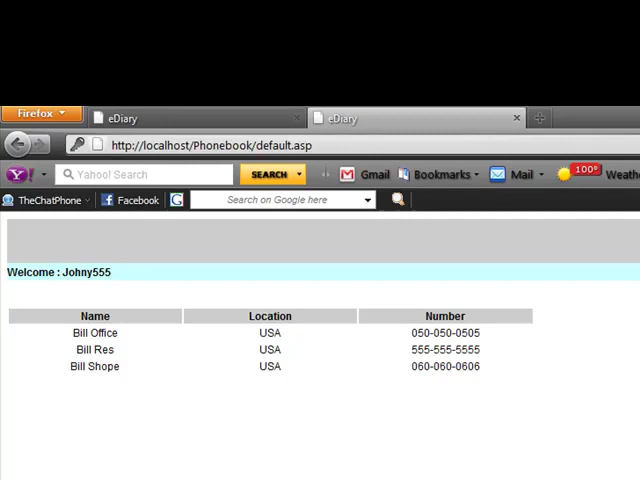 Firefox
eDiary
eDiary
http://localhost/Phonebook/default.asp
Y! Yahoo! Search SEARCH Gmail Bookmarks Mail 100° Weath
TheChatPhone Facebook G Search on Google here
Welcome : Johny555
Name Location Number
Bill Office USA 050-050-0505
Bill Res USA 555-555-5555
Bill Shope USA 060-060-0606